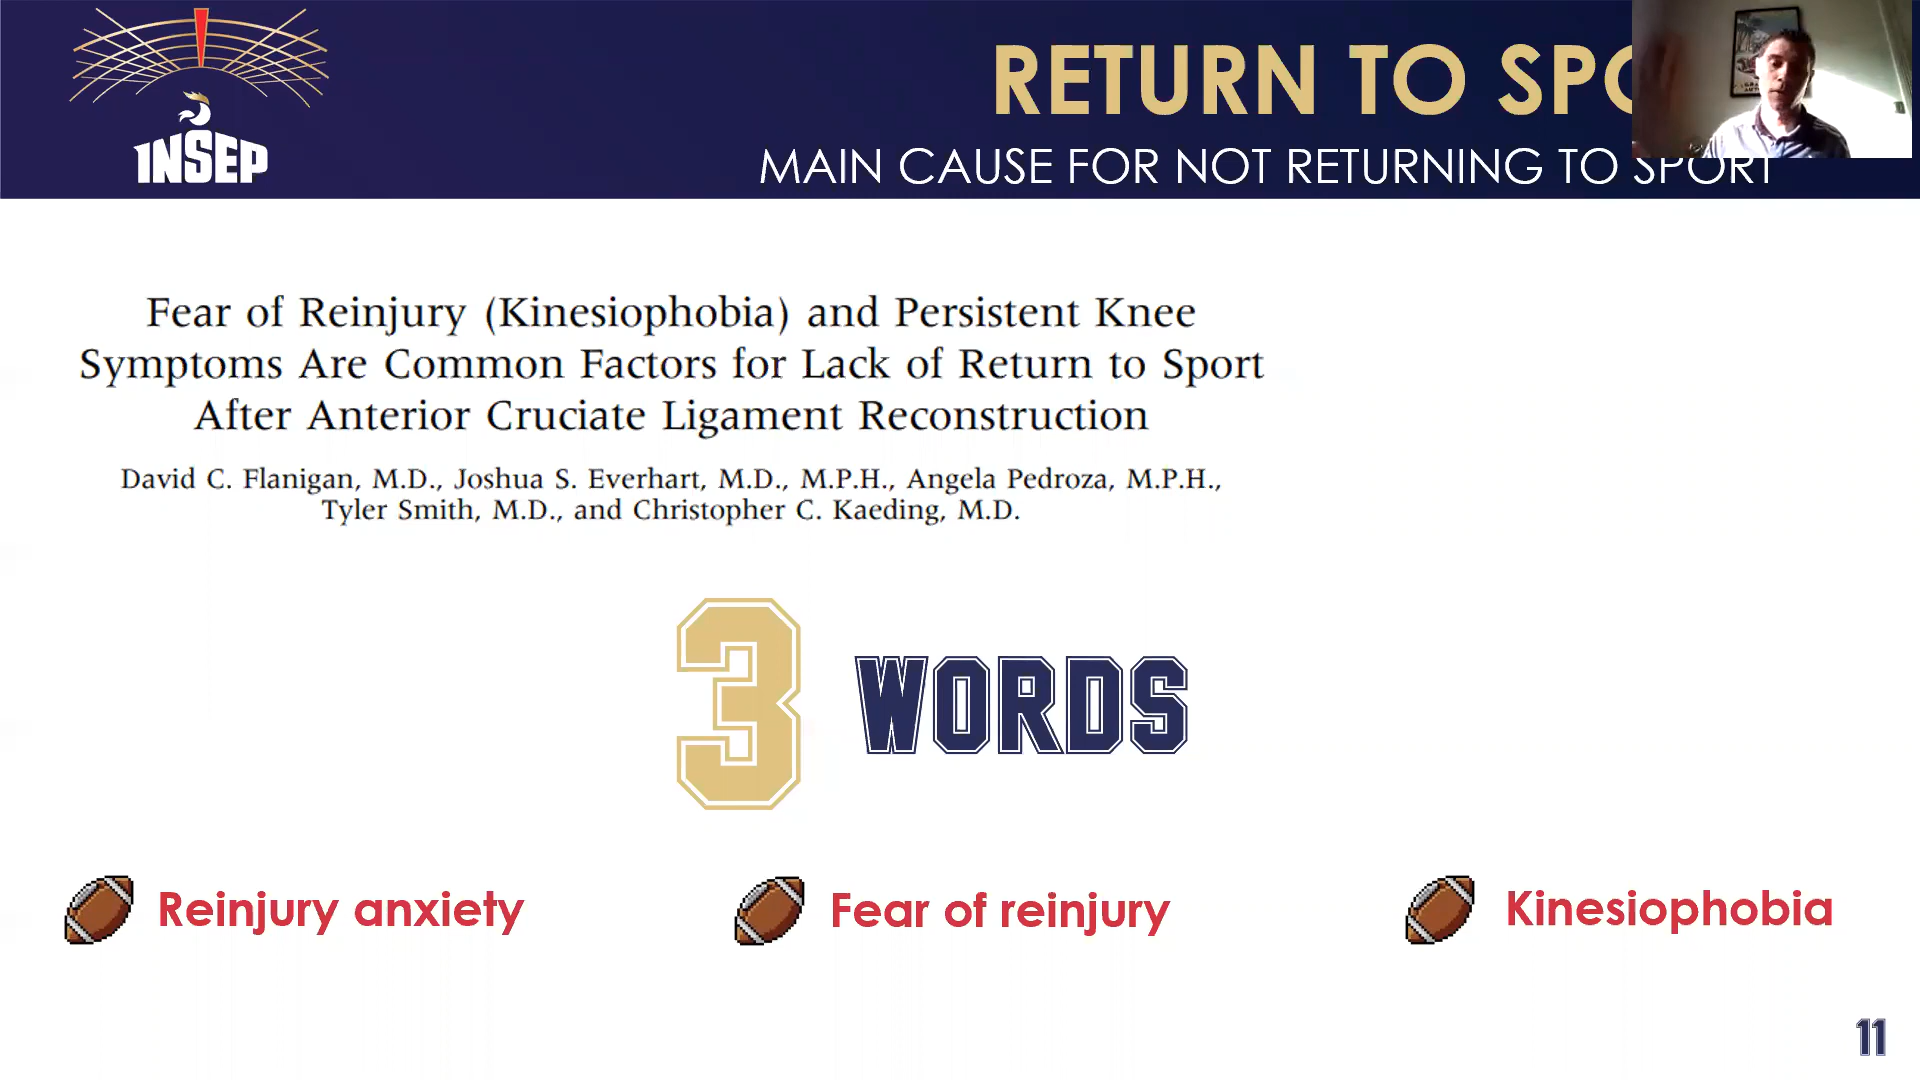 INSEP
RETURN TO SPO
MAIN CAUSE FOR NOT RETURNING TO SPORT
Fear of Reinjury (Kinesiophobia) and Persistent Knee
Symptoms Are Common Factors for Lack of Return to Sport
After Anterior Cruciate Ligament Reconstruction
David C. Flanigan, M.D., Joshua S. Everhart, M.D., M.P.H., Angela Pedroza, M.P.H.,
Tyler Smith, M.D., and Christopher C. Kaeding, M.D.
3 WORDS
Reinjury anxiety
Fear of reinjury
Kinesiophobia
11